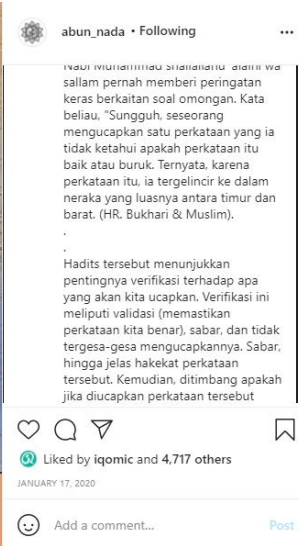 abun_nada • Following
Nabi Muhammad shallallahu 'alaihi wa
sallam pernah memberi peringatan
keras berkaitan soal omongan. Kata
beliau, "Sungguh, seseorang
mengucapkan satu perkataan yang ia
tidak ketahui apakah perkataan itu
baik atau buruk. Ternyata, karena
perkataan itu, ia tergelincir ke dalam
neraka yang luasnya antara timur dan
barat. (HR. Bukhari & Muslim).
.
.
Hadits tersebut menunjukkan
pentingnya verifikasi terhadap apa
yang akan kita ucapkan. Verifikasi ini
meliputi validasi (memastikan
perkataan kita benar), sabar, dan tidak
tergesa-gesa mengucapkannya. Sabar,
hingga jelas hakekat perkataan
tersebut. Kemudian, ditimbang apakah
jika diucapkan perkataan tersebut
Liked by iqomic and 4,717 others
JANUARY 17, 2020
Add a comment...
Post